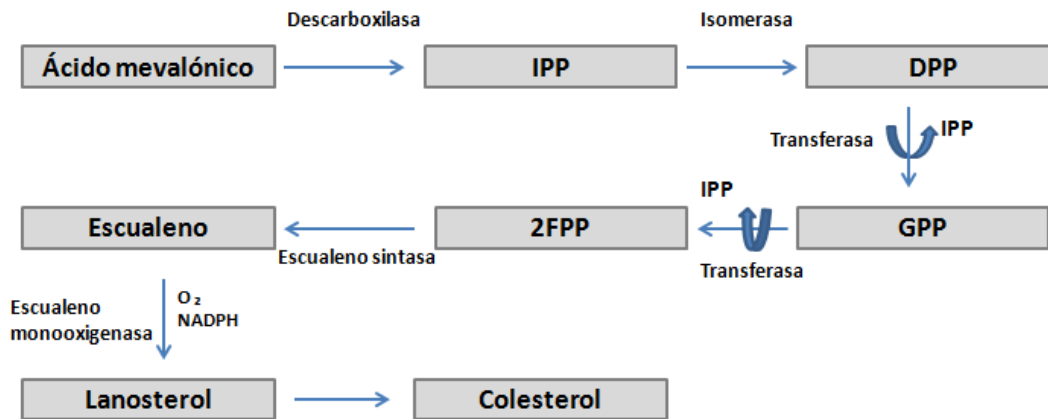 Descarboxilasa
Isomerasa
Ácido mevalónico
IPP
DPP
Transferasa
IPP
IPP
Escualeno
2FPP
GPP
Escualeno sintasa
Transferasa
Escualeno
monooxigenasa
O₂
NADPH
Lanosterol
Colesterol